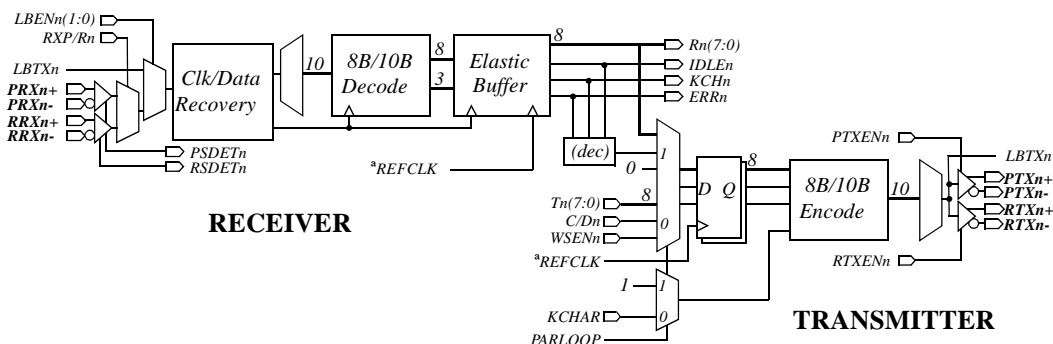 LBENn(1:0)
RXP/Rn
LBTXn
PRXn+
PRXn-
RRXn+
RRXn-
Clk/Data
Recovery
10
8B/10B
Decode
8
3
Elastic
Buffer
8
Rn(7:0)
IDLEn
KCHn
ERRn
PSDETn
RSDETn
ªREFCLK
(dec)
RECEIVER
1
0
Tn(7:0)
8
C/Dn
WSENn
0
ªREFCLK
D Q
8
8B/10B
Encode
10
PTXENn
LBTXn
PTXn+
PTXn-
RTXn+
RTXn-
RTXENn
1
1
KCHAR
0
PARLOOP
TRANSMITTER